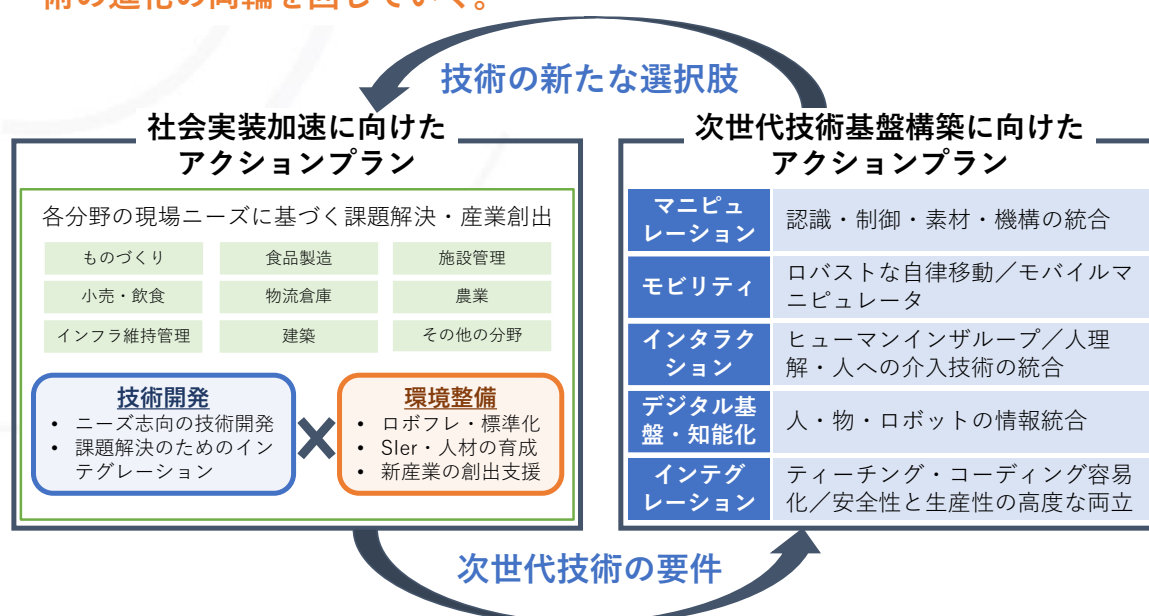 術の進化の両輪を回していく。
技術の新たな選択肢
社会実装加速に向けた
アクションプラン
各分野の現場ニーズに基づく課題解決・産業創出
ものづくり
食品製造
施設管理
小売・飲食
物流倉庫
農業
インフラ維持管理
建築
その他の分野
技術開発
• ニーズ志向の技術開発
• 課題解決のためのイン
テグレーション
環境整備
• ロボフレ・標準化
• SIer・人材の育成
• 新産業の創出支援
次世代技術基盤構築に向けた
アクションプラン
マニピュ
レーション
認識・制御・素材・機構の統合
モビリティ
ロバストな自律移動／モバイルマ
ニピュレータ
インタラク
ション
ヒューマンインザループ／人理
解・人への介入技術の統合
デジタル基
盤・知能化
人・物・ロボットの情報統合
インテグ
レーション
ティーチング・コーディング容易
化／安全性と生産性の高度な両立
次世代技術の要件